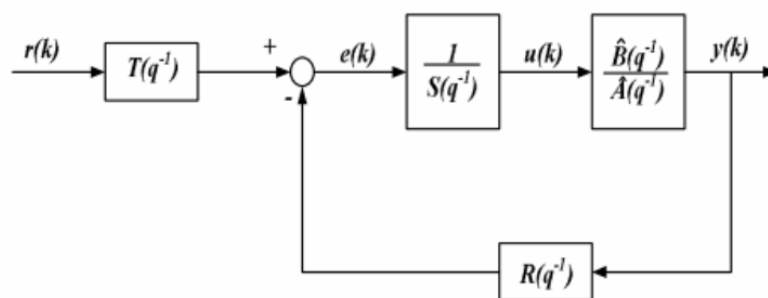 r(k)
T(q⁻¹)
+
-
e(k)
1
S(q⁻¹)
u(k)
B̂(q⁻¹)
Â(q⁻¹)
y(k)
R(q⁻¹)